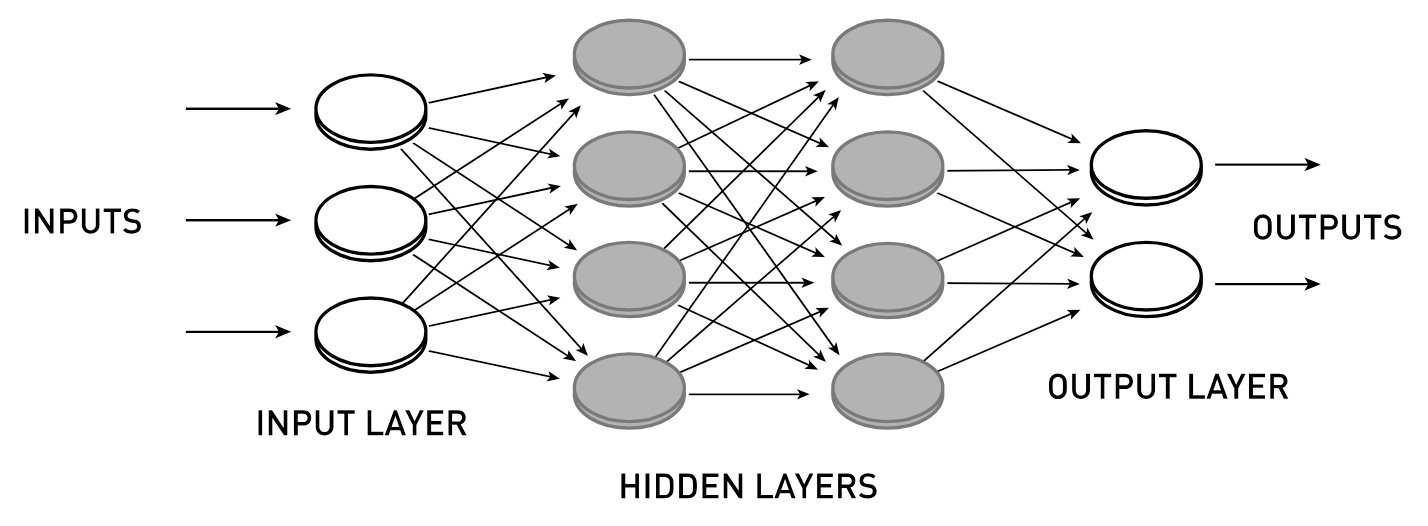 INPUTS
OUTPUTS
OUTPUT LAYER
INPUT LAYER
HIDDEN LAYERS